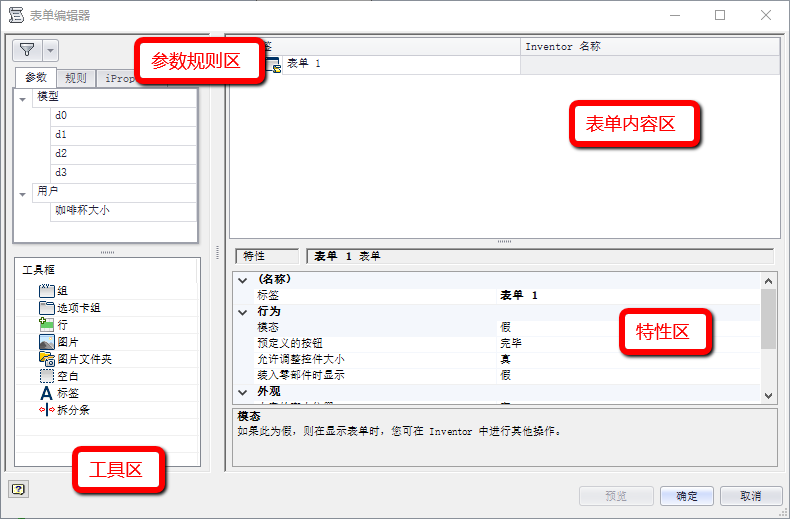 表单编辑器
参数规则区
参数 规则 iProp
模型
d0
d1
d2
d3
用户
咖啡杯大小
Inventor 名称
表单 1
表单内容区
工具框
组
选项卡组
行
图片
图片文件夹
空白
标签
拆分条
工具区
特性 表单 1 表单
(名称)
标签 表单 1
行为
模态 假
预定义的按钮 完毕
允许调整控件大小 真
装入零部件时显示 假
外观
特性区
模态
如果此为假，则在显示表单时，您可在 Inventor 中进行其他操作。
预览 确定 取消